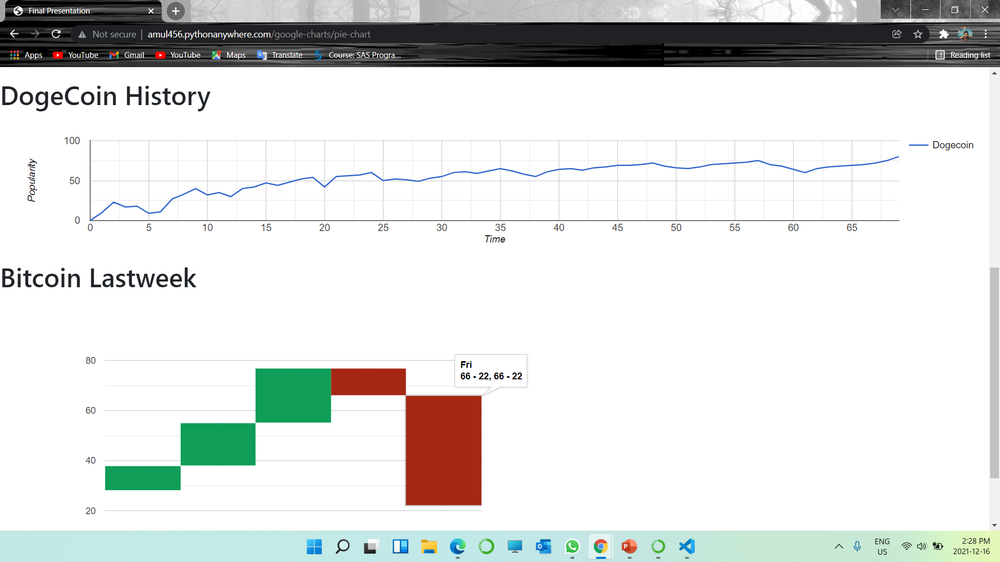 Final Presentation
Not secure | amul456.pythonanywhere.com/google-charts/pie-chart
Apps YouTube Gmail YouTube Maps Translate Course: SAS Progra... Reading list
DogeCoin History
100
50
0
Popularity
0 5 10 15 20 25 30 35 40 45 50 55 60 65
Time
Dogecoin
Bitcoin Lastweek
80
60
40
20
Fri
66 - 22, 66 - 22
ENG
US
2:28 PM
2021-12-16